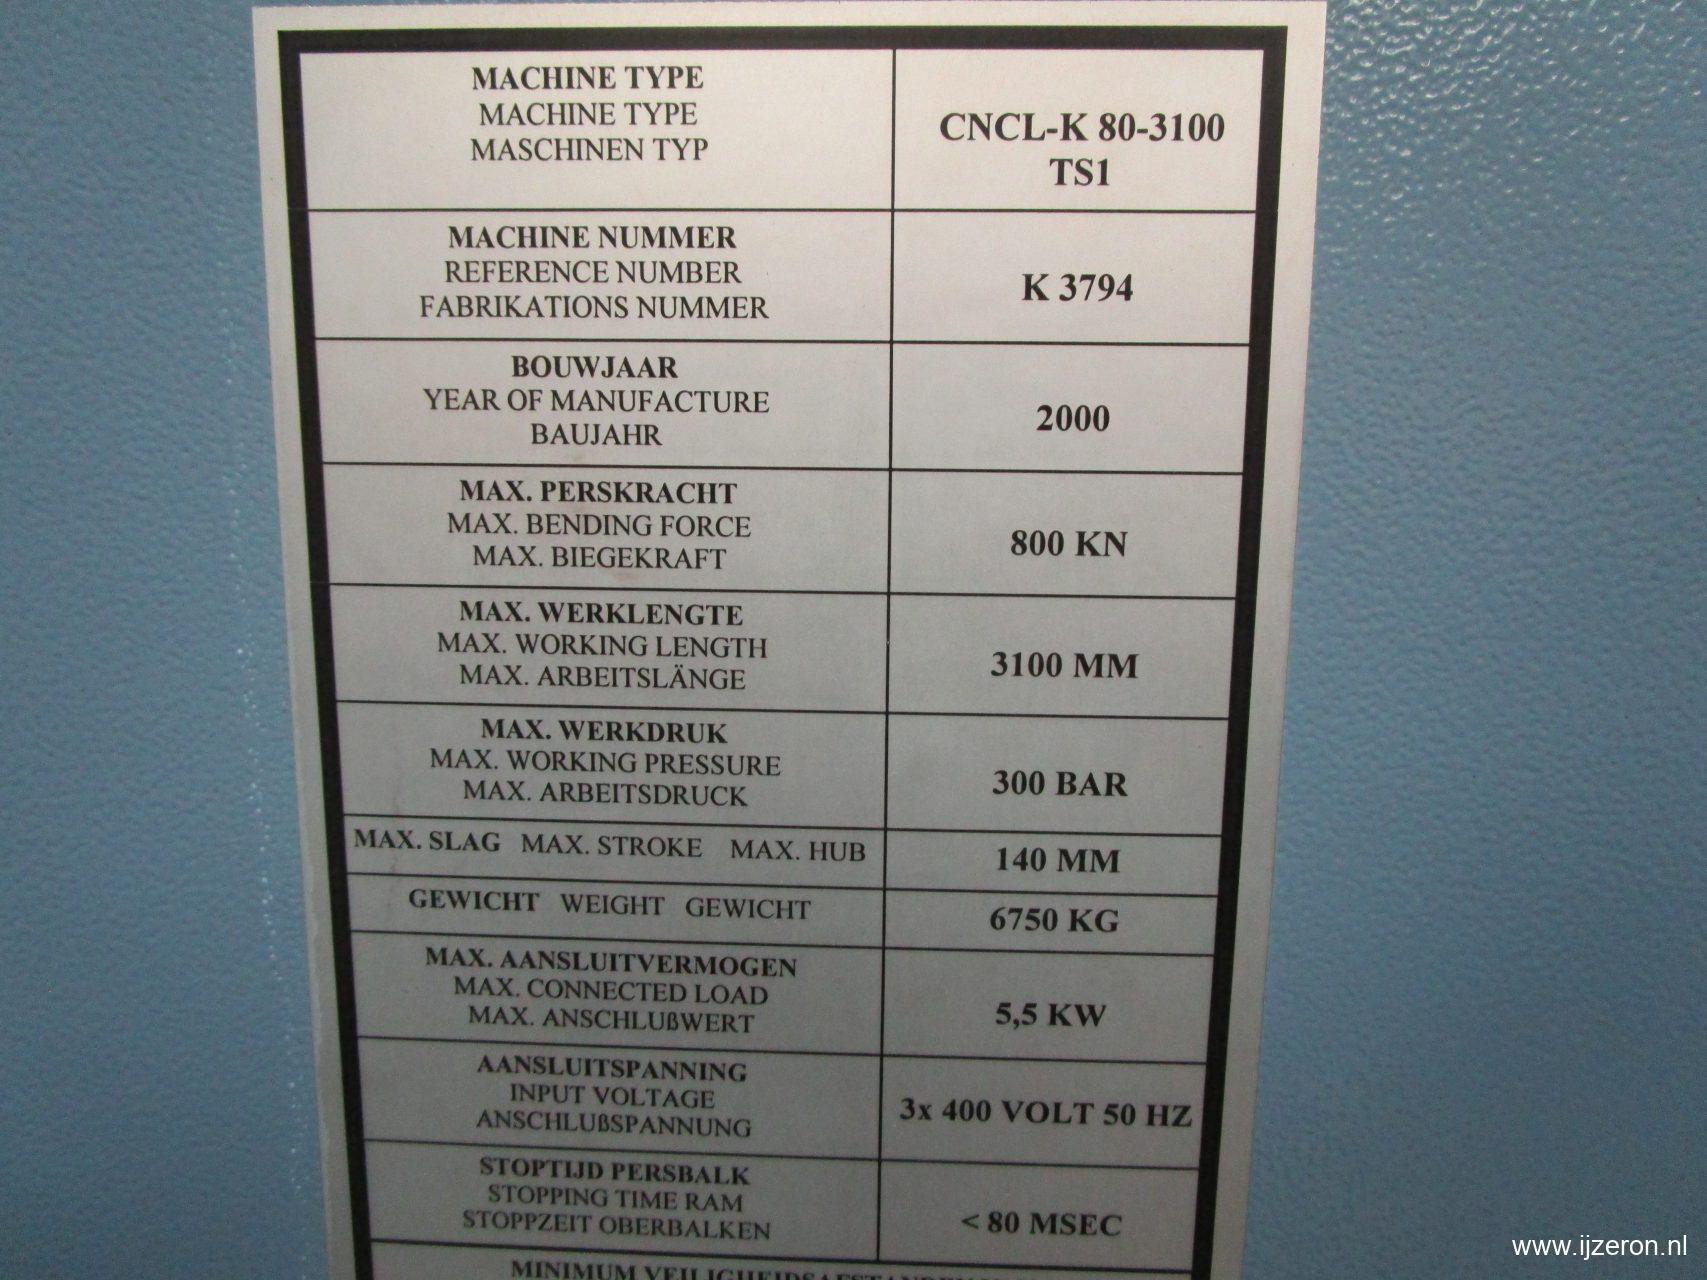 MACHINE TYPE
MACHINE TYPE
MASCHINEN TYP
CNCL-K 80-3100
TS1
MACHINE NUMMER
REFERENCE NUMBER
FABRIKATIONS NUMMER
K 3794
BOUWJAAR
YEAR OF MANUFACTURE
BAUJAHR
2000
MAX. PERSKRACHT
MAX. BENDING FORCE
MAX. BIEGEKRAFT
800 KN
MAX. WERKLENGTE
MAX. WORKING LENGTH
MAX. ARBEITSLÄNGE
3100 MM
MAX. WERKDRUK
MAX. WORKING PRESSURE
MAX. ARBEITSDRUCK
300 BAR
MAX. SLAG MAX. STROKE MAX. HUB
140 MM
GEWICHT WEIGHT GEWICHT
6750 KG
MAX. AANSLUITVERMOGEN
MAX. CONNECTED LOAD
MAX. ANSCHLUßWERT
5,5 KW
AANSLUITSPANNING
INPUT VOLTAGE
ANSCHLUßSPANNUNG
3x 400 VOLT 50 HZ
STOPTIJD PERSBALK
STOPPING TIME RAM
STOPPZEIT OBERBALKEN
< 80 MSEC
MINIMUM
www.ijzeron.nl